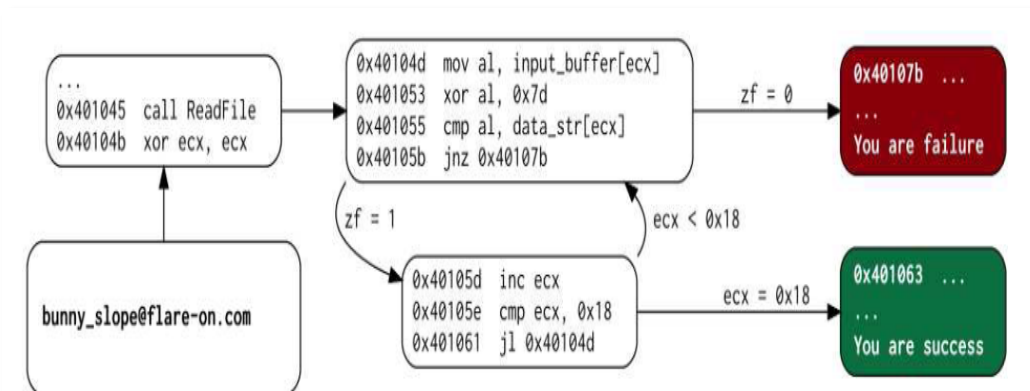 ...
0x401045 call ReadFile
0x40104b xor ecx, ecx
0x40104d mov al, input_buffer[ecx]
0x401053 xor al, 0x7d
0x401055 cmp al, data_str[ecx]
0x40105b jnz 0x40107b
zf = 0
0x40107b ...
...
You are failure
zf = 1
ecx < 0x18
bunny_slope@flare-on.com
0x40105d inc ecx
0x40105e cmp ecx, 0x18
0x401061 jl 0x40104d
ecx = 0x18
0x401063 ...
...
You are success